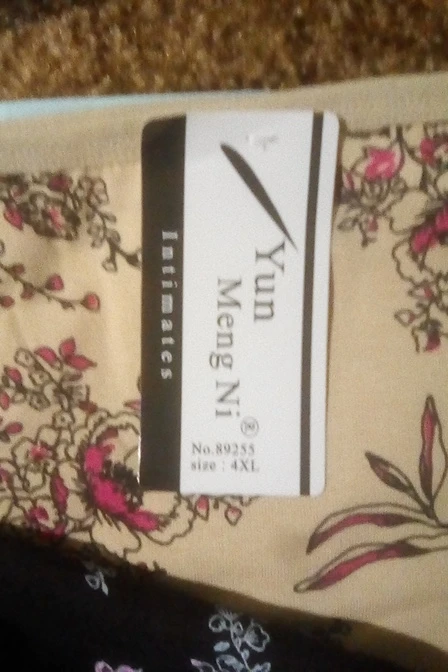 Yun
Meng Ni®
Intimates
No.89255
size : 4XL